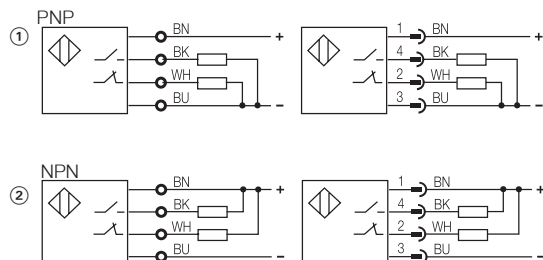 PNP
① BN +
BK
WH
BU –
1 BN +
4 BK
2 WH
3 BU –
NPN
② BN +
BK
WH
BU –
1 BN +
4 BK
2 WH
3 BU –